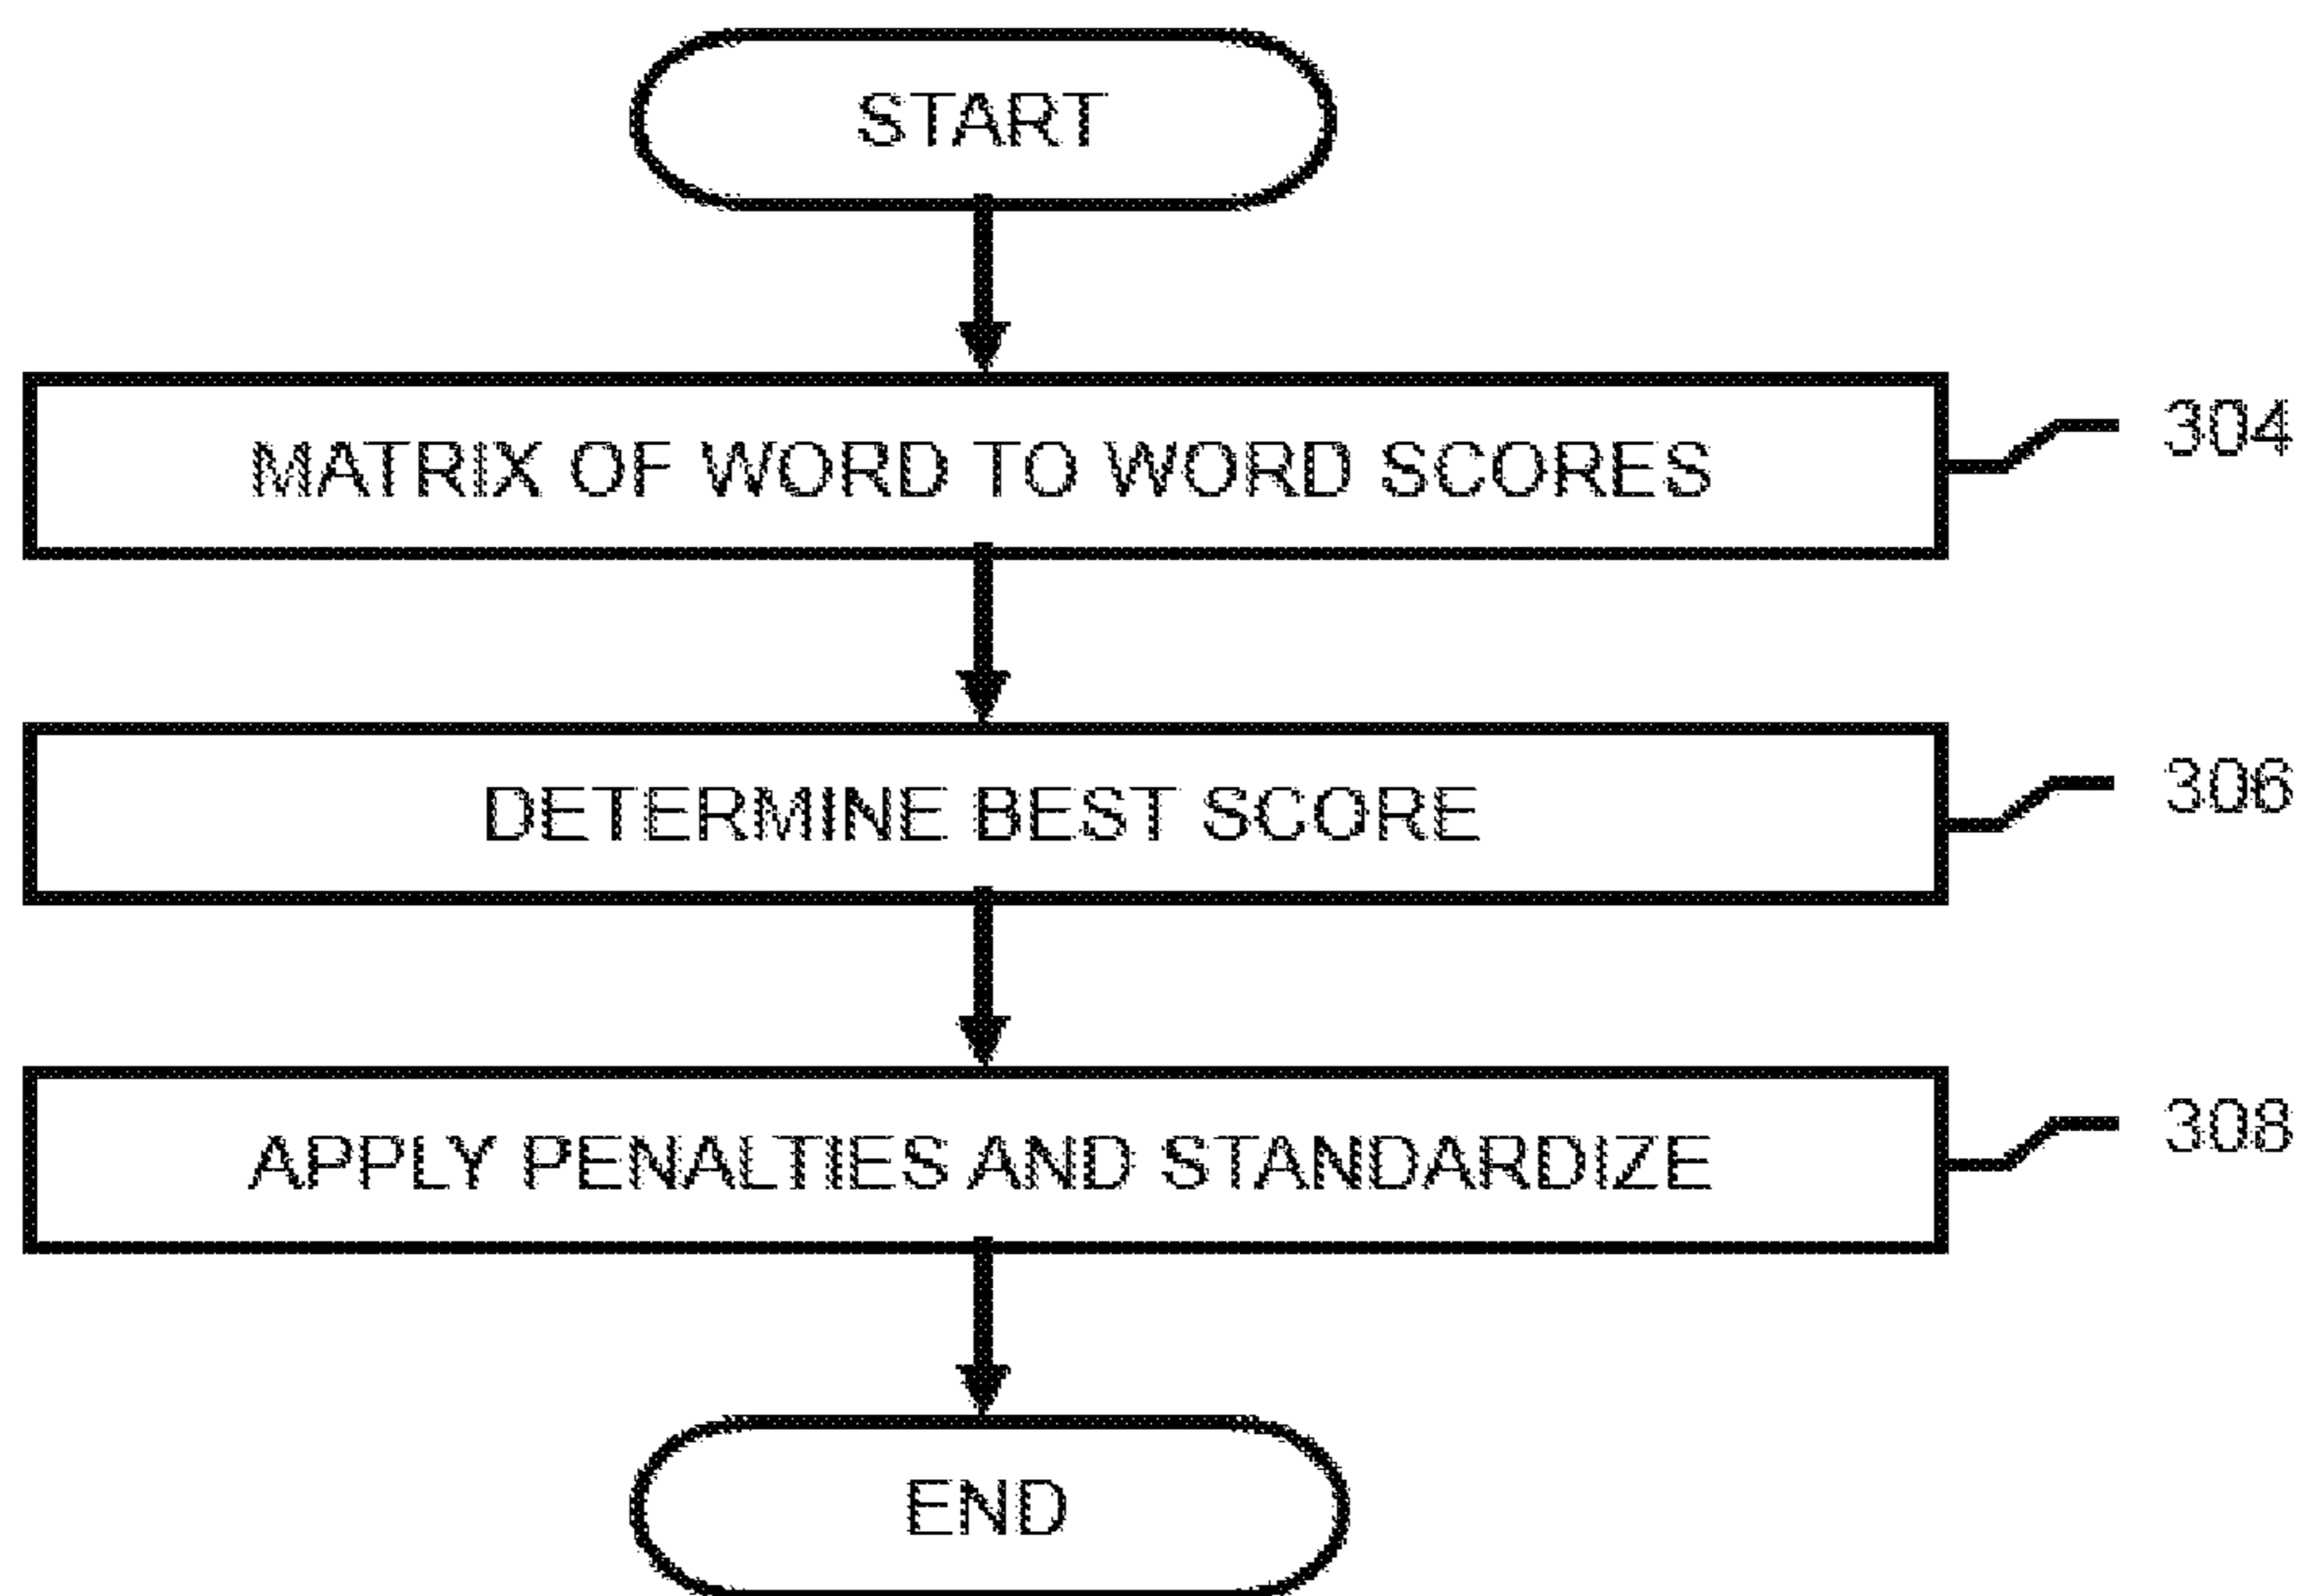 START
MATRIX OF WORD TO WORD SCORES
304
DETERMINE BEST SCORE
306
APPLY PENALTIES AND STANDARDIZE
308
END